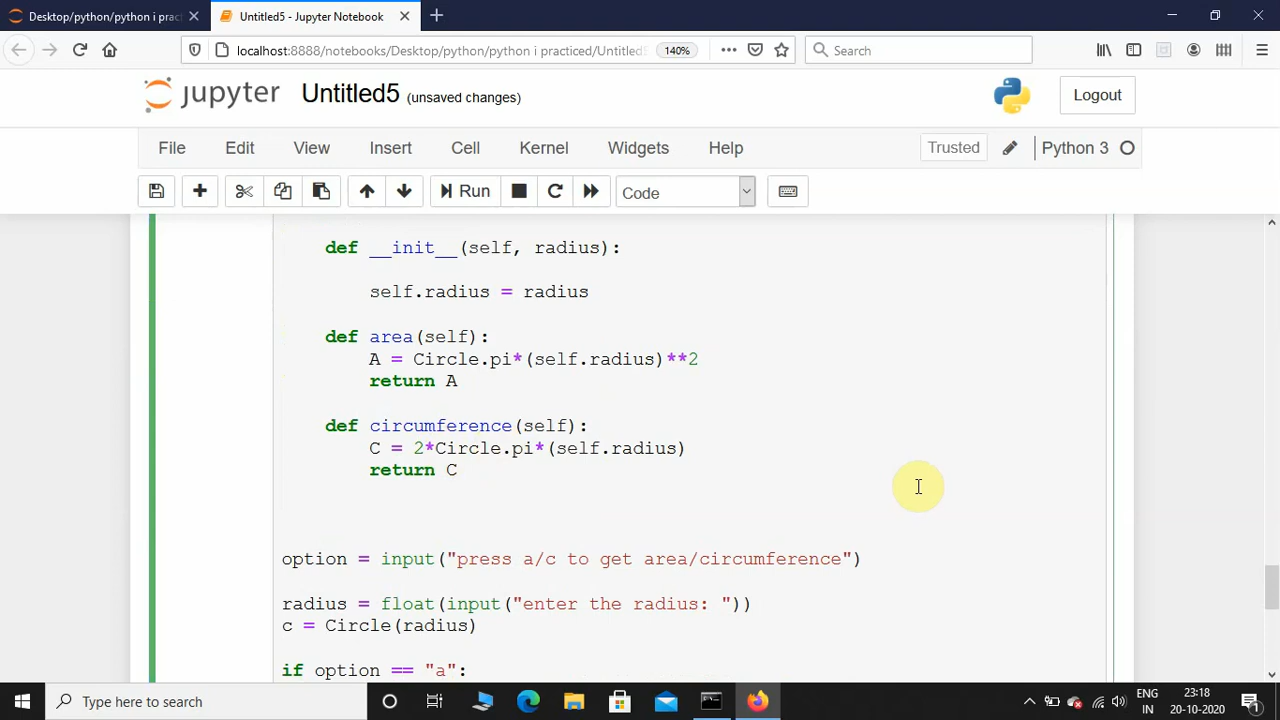 Desktop/python/python i prac
Untitled5 - Jupyter Notebook
localhost:8888/notebooks/Desktop/python/python i practiced/Untitled5
140%
Search
jupyter Untitled5 (unsaved changes)
Logout
File Edit View Insert Cell Kernel Widgets Help
Trusted
Python 3
Run
Code
def __init__(self, radius):
self.radius = radius
def area(self):
A = Circle.pi*(self.radius)**2
return A
def circumference(self):
C = 2*Circle.pi*(self.radius)
return C
option = input("press a/c to get area/circumference")
radius = float(input("enter the radius: "))
c = Circle(radius)
if option == "a":
Type here to search
ENG
IN
23:18
20-10-2020
1